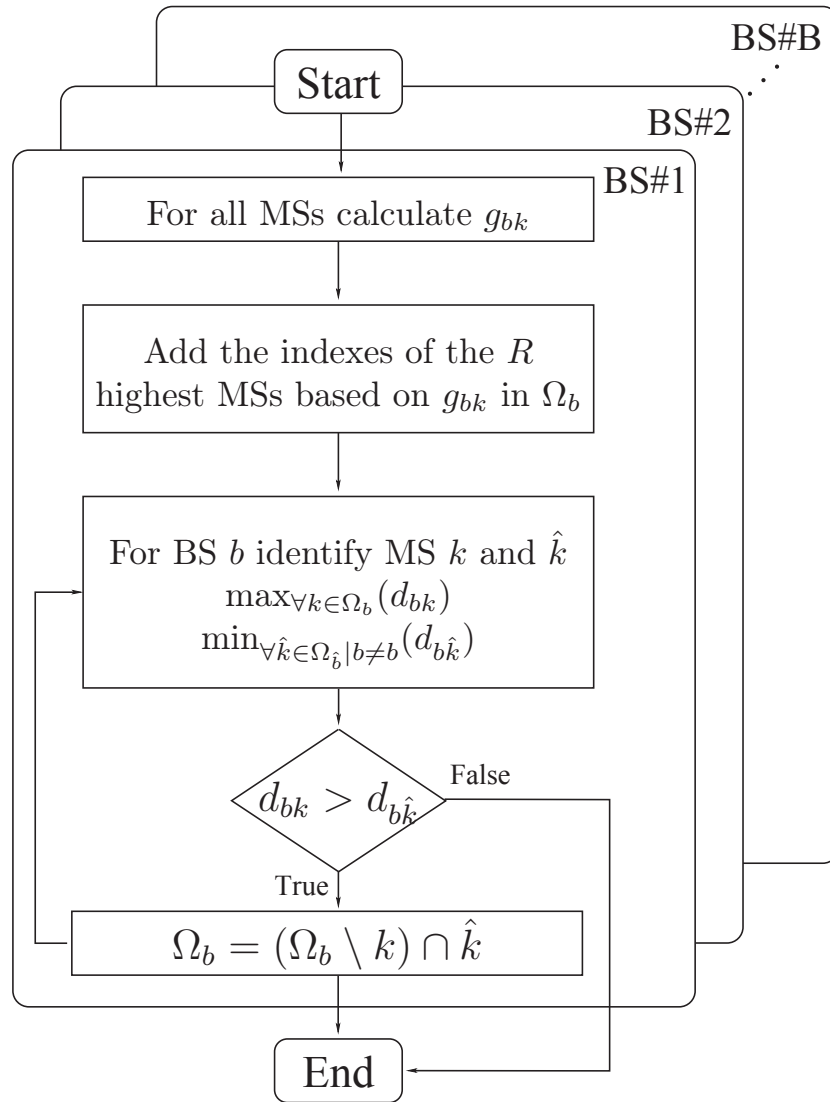 BS#B
Start
BS#2
BS#1
For all MSs calculate g_{bk}
Add the indexes of the R
highest MSs based on g_{bk} in Ω_b
For BS b identify MS k and k̂
max_{∀k∈Ω_b}(d_{bk})
min_{∀k̂∈Ω_{b̂}|b≠b}(d_{bk̂})
d_{bk} > d_{bk̂}
False
True
Ω_b = (Ω_b \ k) ∩ k̂
End